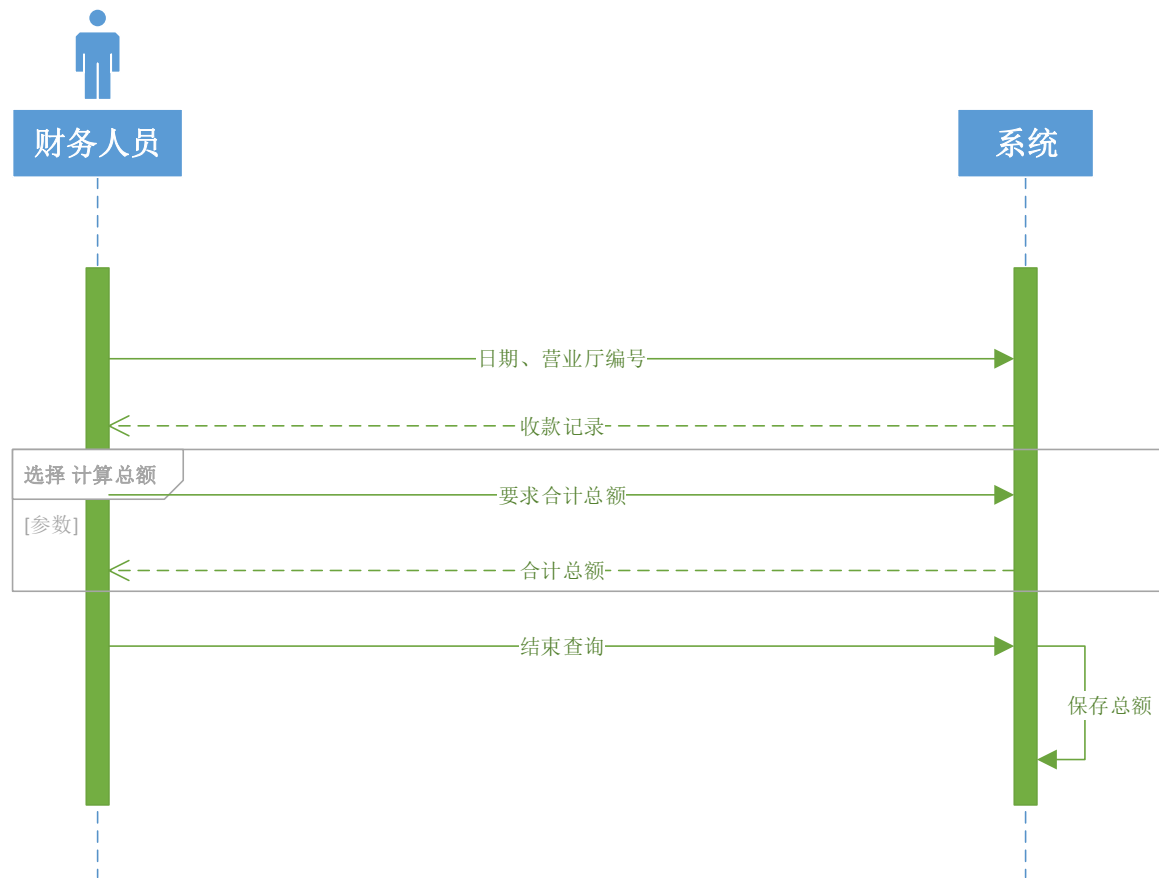 财务人员
系统
日期、营业厅编号
收款记录
选择 计算总额
要求合计总额
[参数]
合计总额
结束查询
保存总额